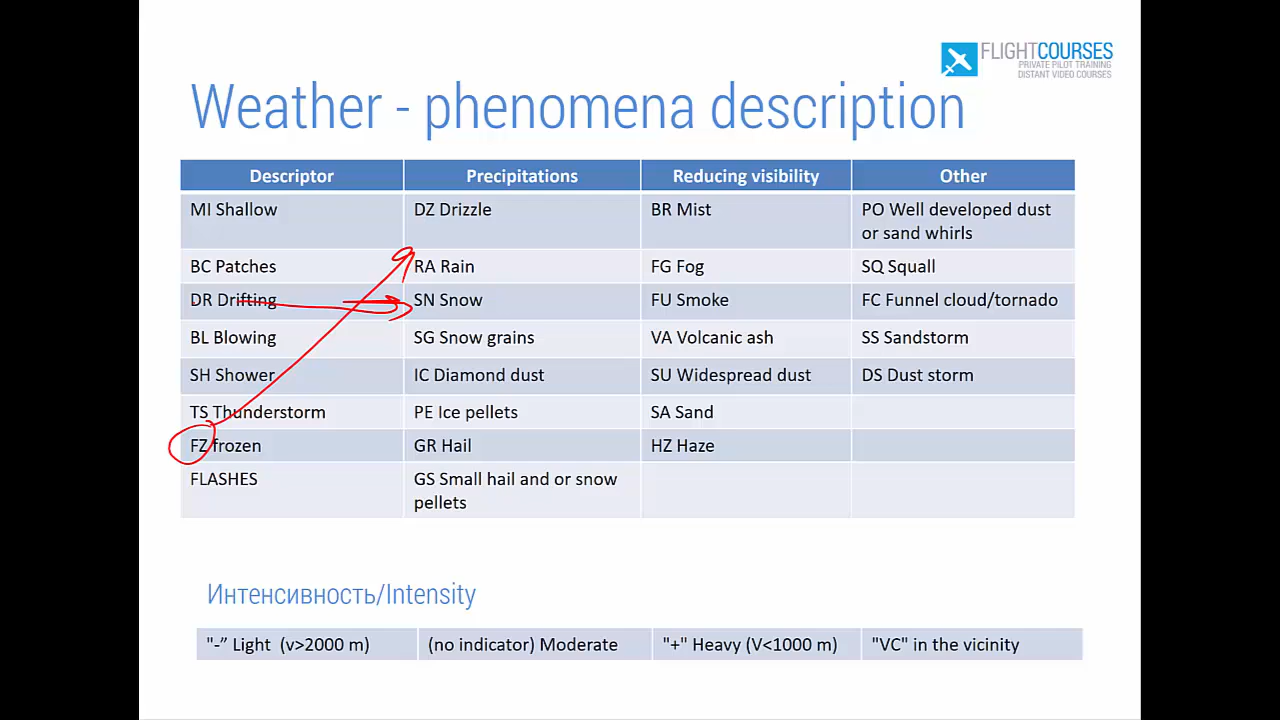 FLIGHTCOURSES
PRIVATE PILOT TRAINING
DISTANT VIDEO COURSES
Weather - phenomena description
Descriptor Precipitations Reducing visibility Other
MI Shallow DZ Drizzle BR Mist PO Well developed dust
or sand whirls
BC Patches RA Rain FG Fog SQ Squall
DR Drifting SN Snow FU Smoke FC Funnel cloud/tornado
BL Blowing SG Snow grains VA Volcanic ash SS Sandstorm
SH Shower IC Diamond dust SU Widespread dust DS Dust storm
TS Thunderstorm PE Ice pellets SA Sand
FZ frozen GR Hail HZ Haze
FLASHES GS Small hail and or snow
pellets
Интенсивность/Intensity
"-” Light (v>2000 m) (no indicator) Moderate "+" Heavy (V<1000 m) "VC" in the vicinity